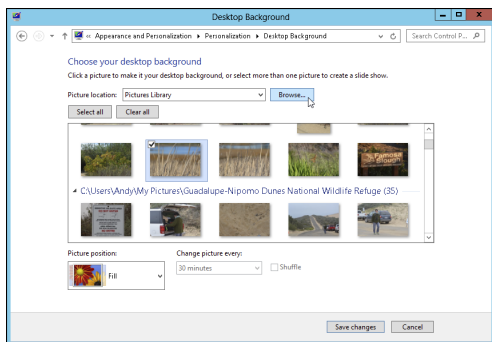 Desktop Background
« Appearance and Personalization ▸ Personalization ▸ Desktop Background
Search Control P...
Choose your desktop background
Click a picture to make it your desktop background, or select more than one picture to create a slide show.
Picture location: Pictures Library Browse...
Select all Clear all
Famosa
Slough
C:\Users\Andy\My Pictures\Guadalupe-Nipomo Dunes National Wildlife Refuge (35)
Picture position: Change picture every:
Fill 30 minutes Shuffle
Save changes Cancel